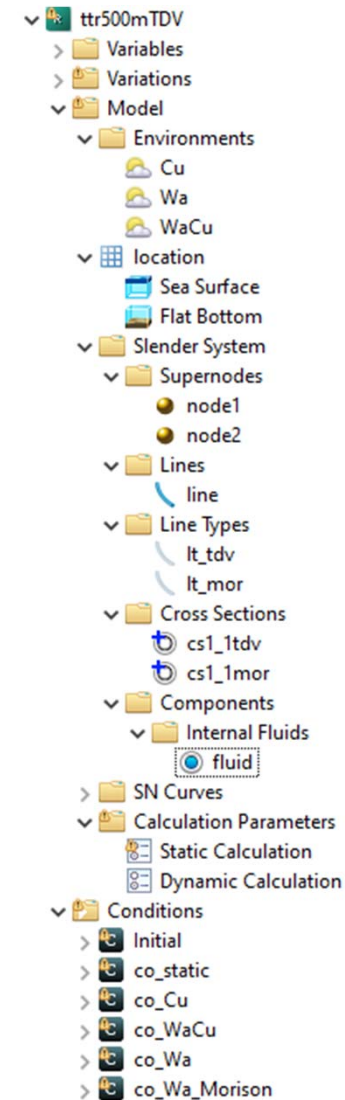 ttr500mTDV
Variables
Variations
Model
Environments
Cu
Wa
WaCu
location
Sea Surface
Flat Bottom
Slender System
Supernodes
node1
node2
Lines
line
Line Types
lt_tdv
lt_mor
Cross Sections
cs1_1tdv
cs1_1mor
Components
Internal Fluids
fluid
SN Curves
Calculation Parameters
Static Calculation
Dynamic Calculation
Conditions
Initial
co_static
co_Cu
co_WaCu
co_Wa
co_Wa_Morison